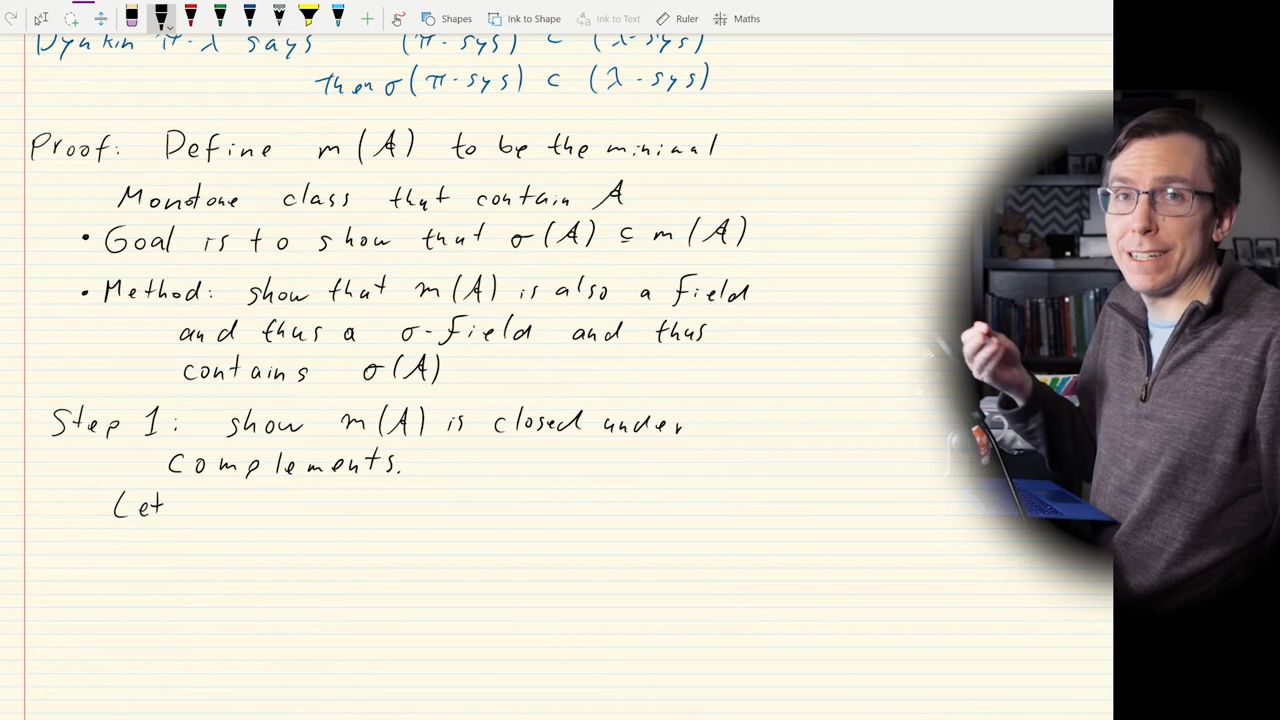 Shapes Ink to Shape Ink to Text Ruler Maths
Dynkin π-λ says (π-sys) ⊂ (λ-sys)
then σ(π-sys) ⊂ (λ-sys)
Proof: Define m(A) to be the minimal
Monotone class that contain A
• Goal is to show that σ(A) ⊆ m(A)
• Method: show that m(A) is also a field
and thus a σ-field and thus
contains σ(A)
Step 1: show m(A) is closed under
complements.
Let